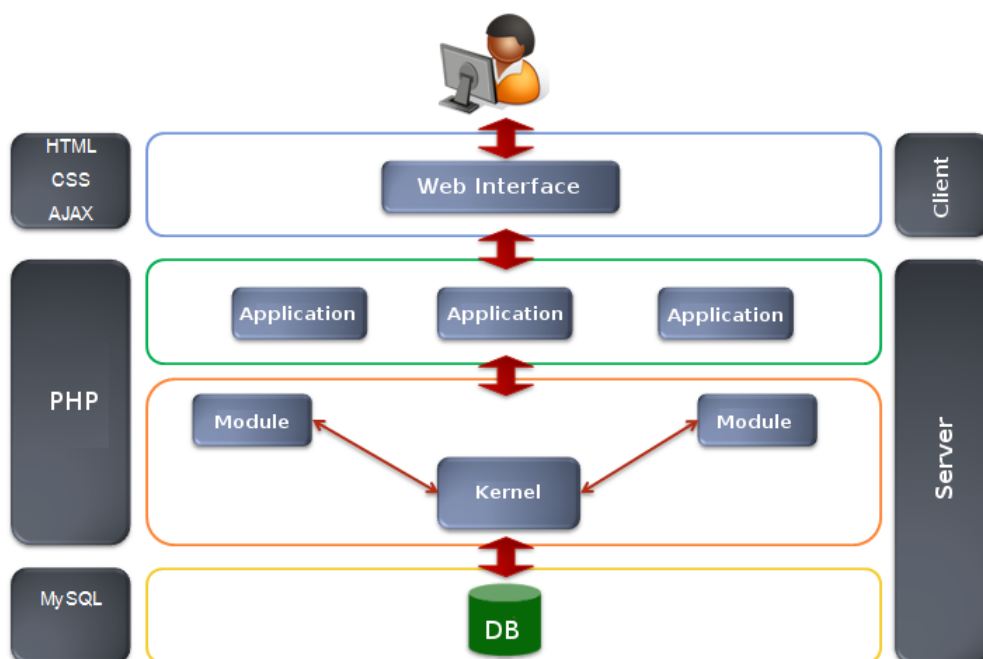 HTML
CSS
AJAX
Web Interface
Client
PHP
Application
Application
Application
Module
Module
Kernel
Server
MySQL
DB